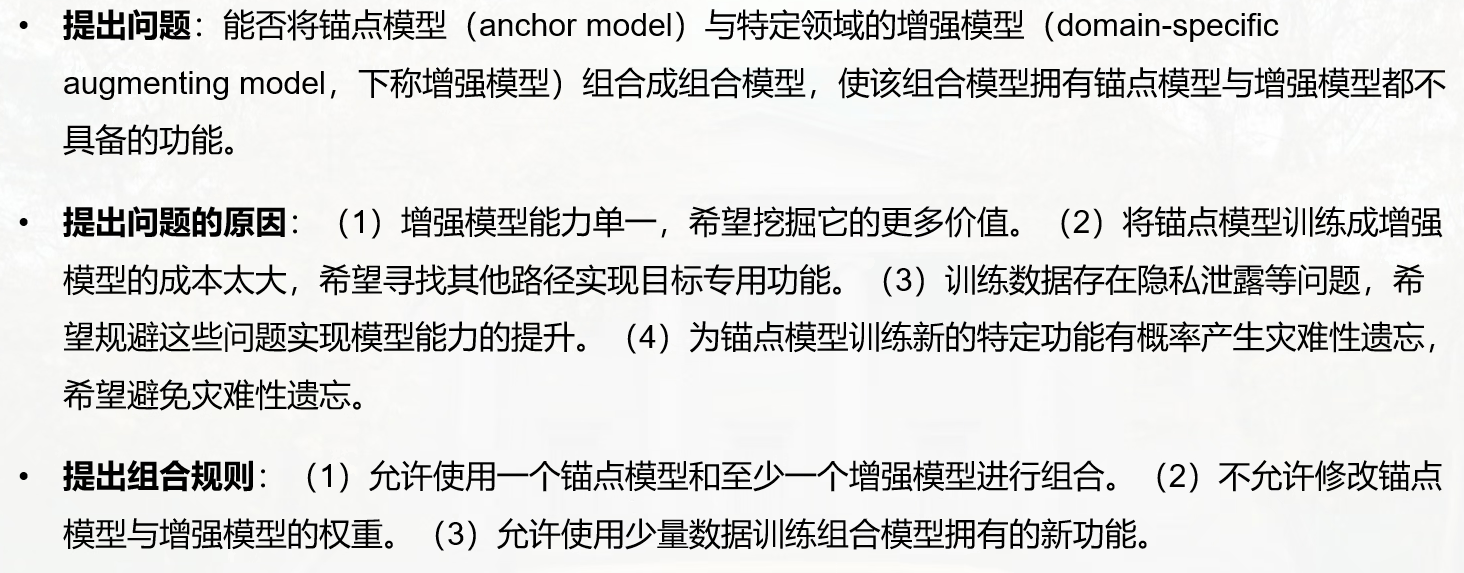 • 提出问题：能否将锚点模型（anchor model）与特定领域的增强模型（domain-specific
augmenting model，下称增强模型）组合成组合模型，使该组合模型拥有锚点模型与增强模型都不
具备的功能。
• 提出问题的原因：（1）增强模型能力单一，希望挖掘它的更多价值。（2）将锚点模型训练成增强
模型的成本太大，希望寻找其他路径实现目标专用功能。（3）训练数据存在隐私泄露等问题，希
望规避这些问题实现模型能力的提升。（4）为锚点模型训练新的特定功能有概率产生灾难性遗忘，
希望避免灾难性遗忘。
• 提出组合规则：（1）允许使用一个锚点模型和至少一个增强模型进行组合。（2）不允许修改锚点
模型与增强模型的权重。（3）允许使用少量数据训练组合模型拥有的新功能。